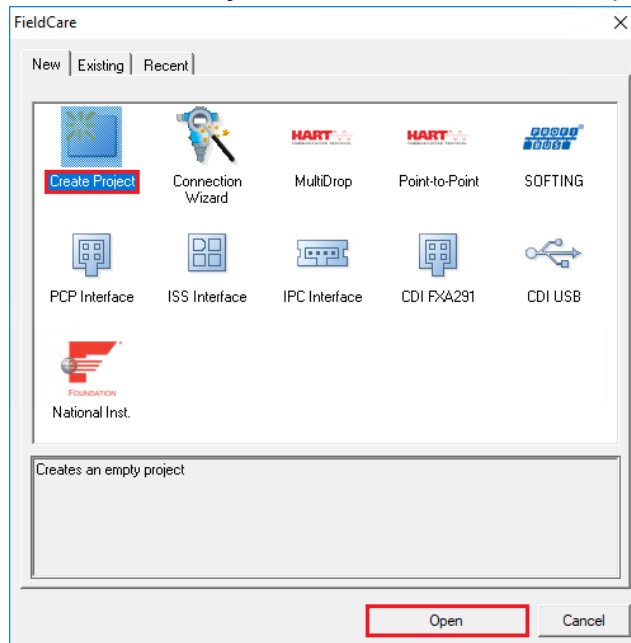 FieldCare
New Existing Recent
HART
HART
PROFI
BUS
Create Project Connection Wizard MultiDrop Point-to-Point SOFTING
PCP Interface ISS Interface IPC Interface CDI FXA291 CDI USB
F
FOUNDATION
National Inst.
Creates an empty project
Open Cancel